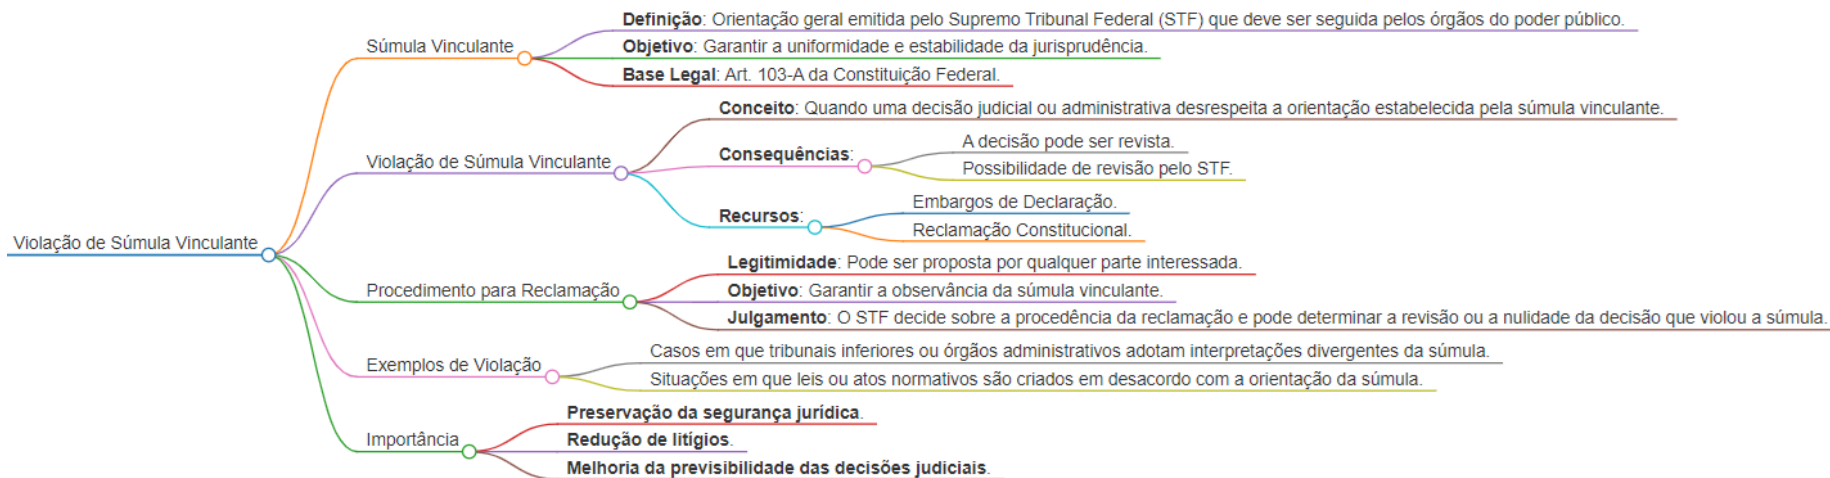 Violação de Súmula Vinculante
Súmula Vinculante
Definição: Orientação geral emitida pelo Supremo Tribunal Federal (STF) que deve ser seguida pelos órgãos do poder público.
Objetivo: Garantir a uniformidade e estabilidade da jurisprudência.
Base Legal: Art. 103-A da Constituição Federal.
Violação de Súmula Vinculante
Conceito: Quando uma decisão judicial ou administrativa desrespeita a orientação estabelecida pela súmula vinculante.
Consequências:
A decisão pode ser revista.
Possibilidade de revisão pelo STF.
Recursos:
Embargos de Declaração.
Reclamação Constitucional.
Procedimento para Reclamação
Legitimidade: Pode ser proposta por qualquer parte interessada.
Objetivo: Garantir a observância da súmula vinculante.
Julgamento: O STF decide sobre a procedência da reclamação e pode determinar a revisão ou a nulidade da decisão que violou a súmula.
Exemplos de Violação
Casos em que tribunais inferiores ou órgãos administrativos adotam interpretações divergentes da súmula.
Situações em que leis ou atos normativos são criados em desacordo com a orientação da súmula.
Importância
Preservação da segurança jurídica.
Redução de litígios.
Melhoria da previsibilidade das decisões judiciais.